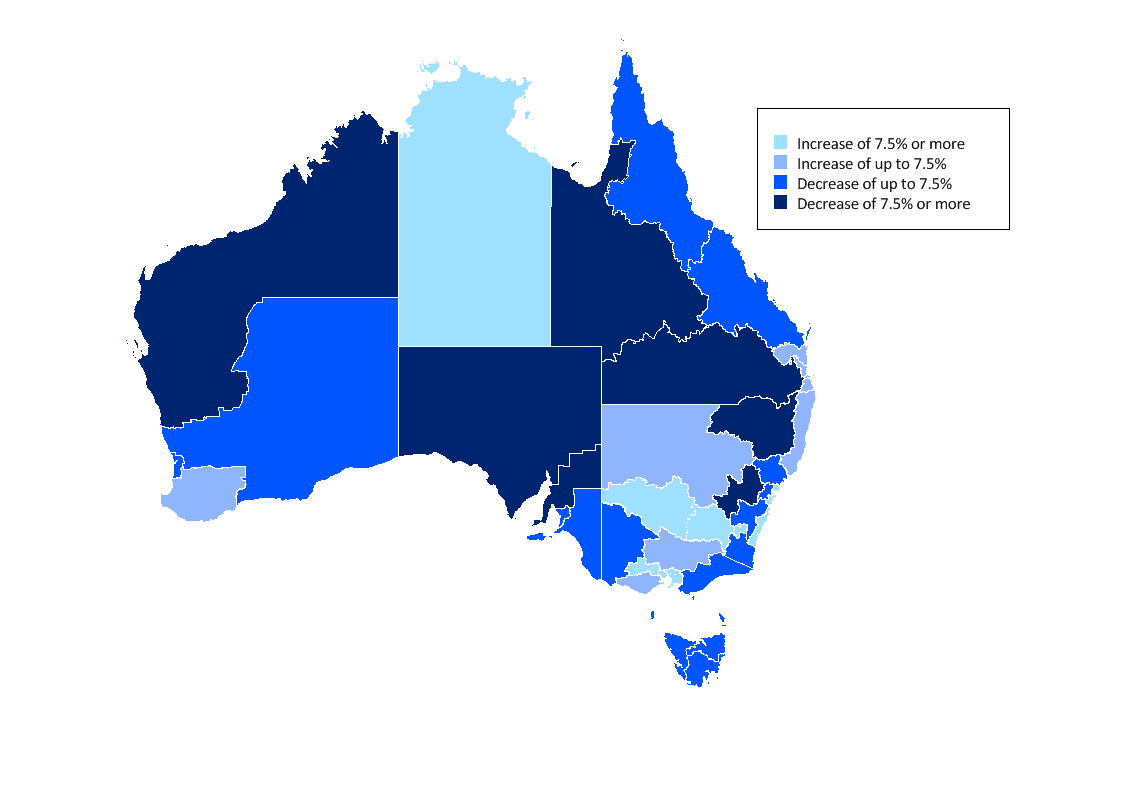 Increase of 7.5% or more
Increase of up to 7.5%
Decrease of up to 7.5%
Decrease of 7.5% or more